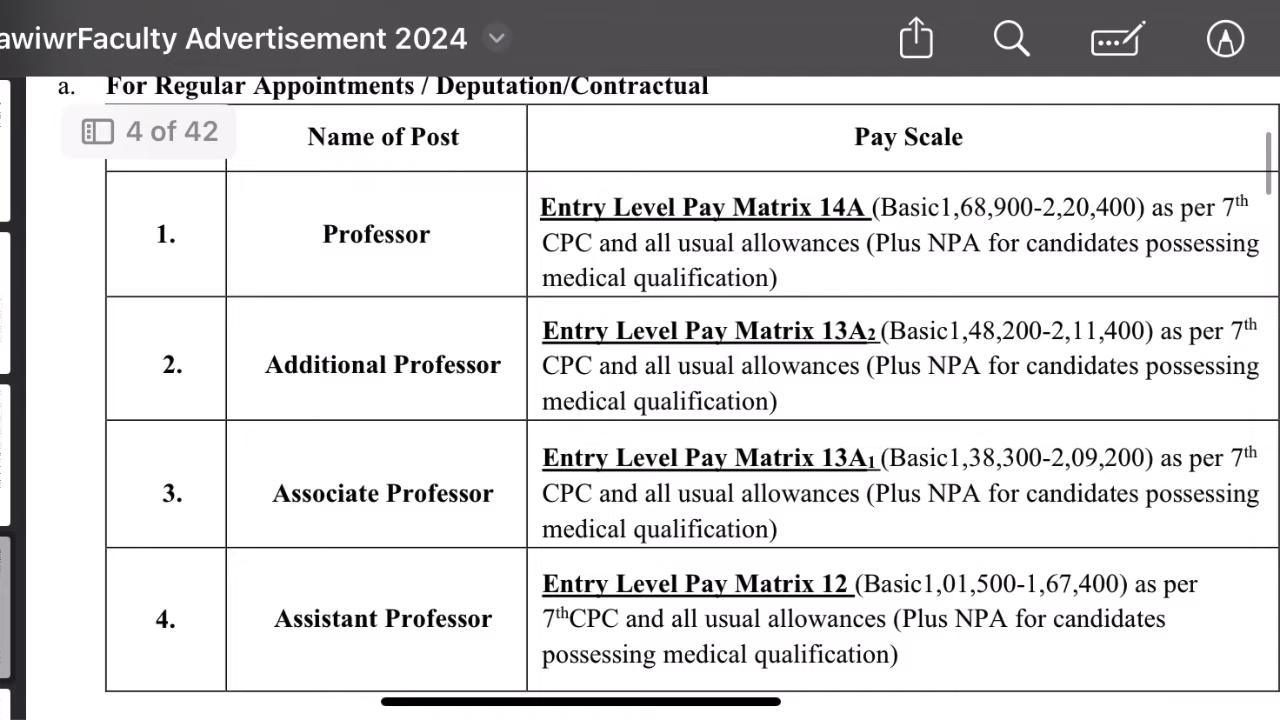 awiwrFaculty Advertisement 2024
a. For Regular Appointments / Deputation/Contractual
4 of 42
Name of Post
Pay Scale
1.
Professor
Entry Level Pay Matrix 14A (Basic1,68,900-2,20,400) as per 7th
CPC and all usual allowances (Plus NPA for candidates possessing
medical qualification)
2.
Additional Professor
Entry Level Pay Matrix 13A2 (Basic1,48,200-2,11,400) as per 7th
CPC and all usual allowances (Plus NPA for candidates possessing
medical qualification)
3.
Associate Professor
Entry Level Pay Matrix 13A1 (Basic1,38,300-2,09,200) as per 7th
CPC and all usual allowances (Plus NPA for candidates possessing
medical qualification)
4.
Assistant Professor
Entry Level Pay Matrix 12 (Basic1,01,500-1,67,400) as per
7thCPC and all usual allowances (Plus NPA for candidates
possessing medical qualification)